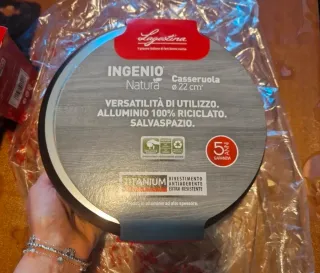 Lagostina
INGENIO
Natura
Casseruola
ø 22 cm
VERSATILITÀ DI UTILIZZO.
ALLUMINIO 100% RICICLATO.
SALVASPAZIO.
5 ANNI
GARANZIA
TITANIUM
RIVESTIMENTO
ANTIADERENTE
EXTRA RESISTENTE